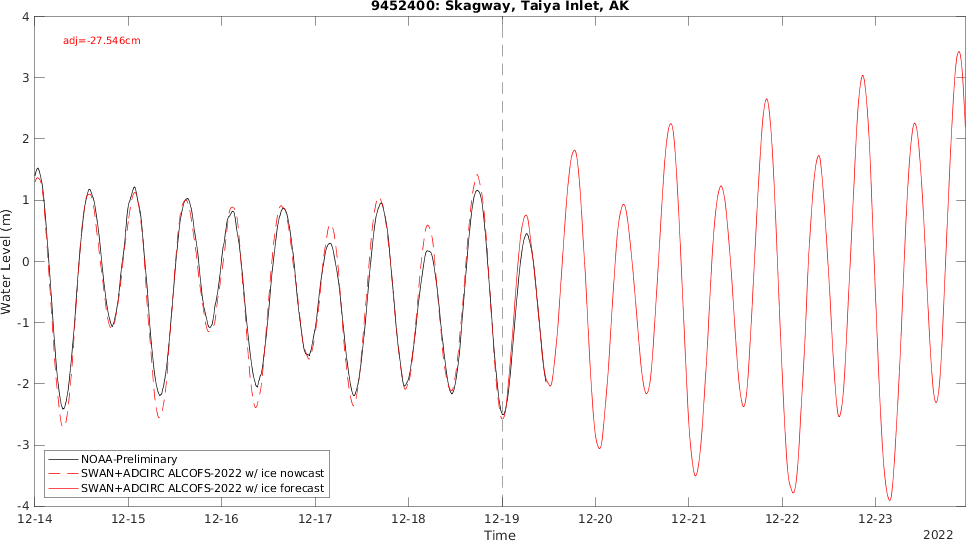 9452400: Skagway, Taiya Inlet, AK
adj=-27.546cm
4
3
2
1
0
-1
-2
-3
-4
Water Level (m)
NOAA-Preliminary
SWAN+ADCIRC ALCOFS-2022 w/ ice nowcast
SWAN+ADCIRC ALCOFS-2022 w/ ice forecast
12-14 12-15 12-16 12-17 12-18 12-19 12-20 12-21 12-22 12-23
Time
2022